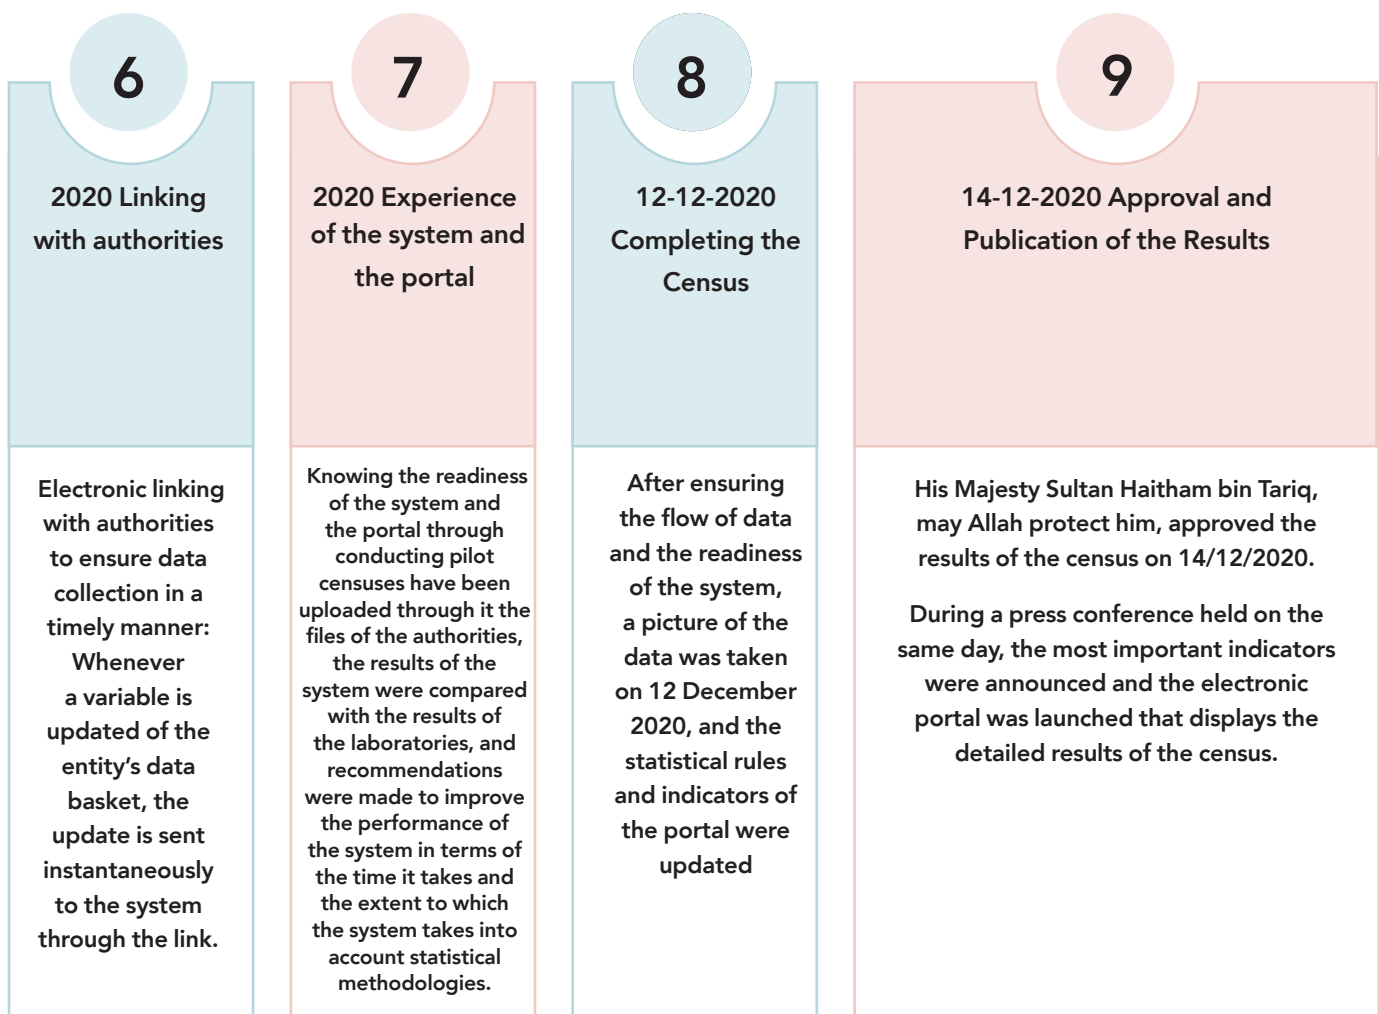 6
2020 Linking
with authorities
Electronic linking
with authorities
to ensure data
collection in a
timely manner:
Whenever
a variable is
updated of the
entity’s data
basket, the
update is sent
instantaneously
to the system
through the link.
7
2020 Experience
of the system and
the portal
Knowing the readiness
of the system and
the portal through
conducting pilot
censuses have been
uploaded through it the
files of the authorities,
the results of the
system were compared
with the results of
the laboratories, and
recommendations
were made to improve
the performance of
the system in terms of
the time it takes and
the extent to which
the system takes into
account statistical
methodologies.
8
12-12-2020
Completing the
Census
After ensuring
the flow of data
and the readiness
of the system,
a picture of the
data was taken
on 12 December
2020, and the
statistical rules
and indicators of
the portal were
updated
9
14-12-2020 Approval and
Publication of the Results
His Majesty Sultan Haitham bin Tariq,
may Allah protect him, approved the
results of the census on 14/12/2020.
During a press conference held on the
same day, the most important indicators
were announced and the electronic
portal was launched that displays the
detailed results of the census.